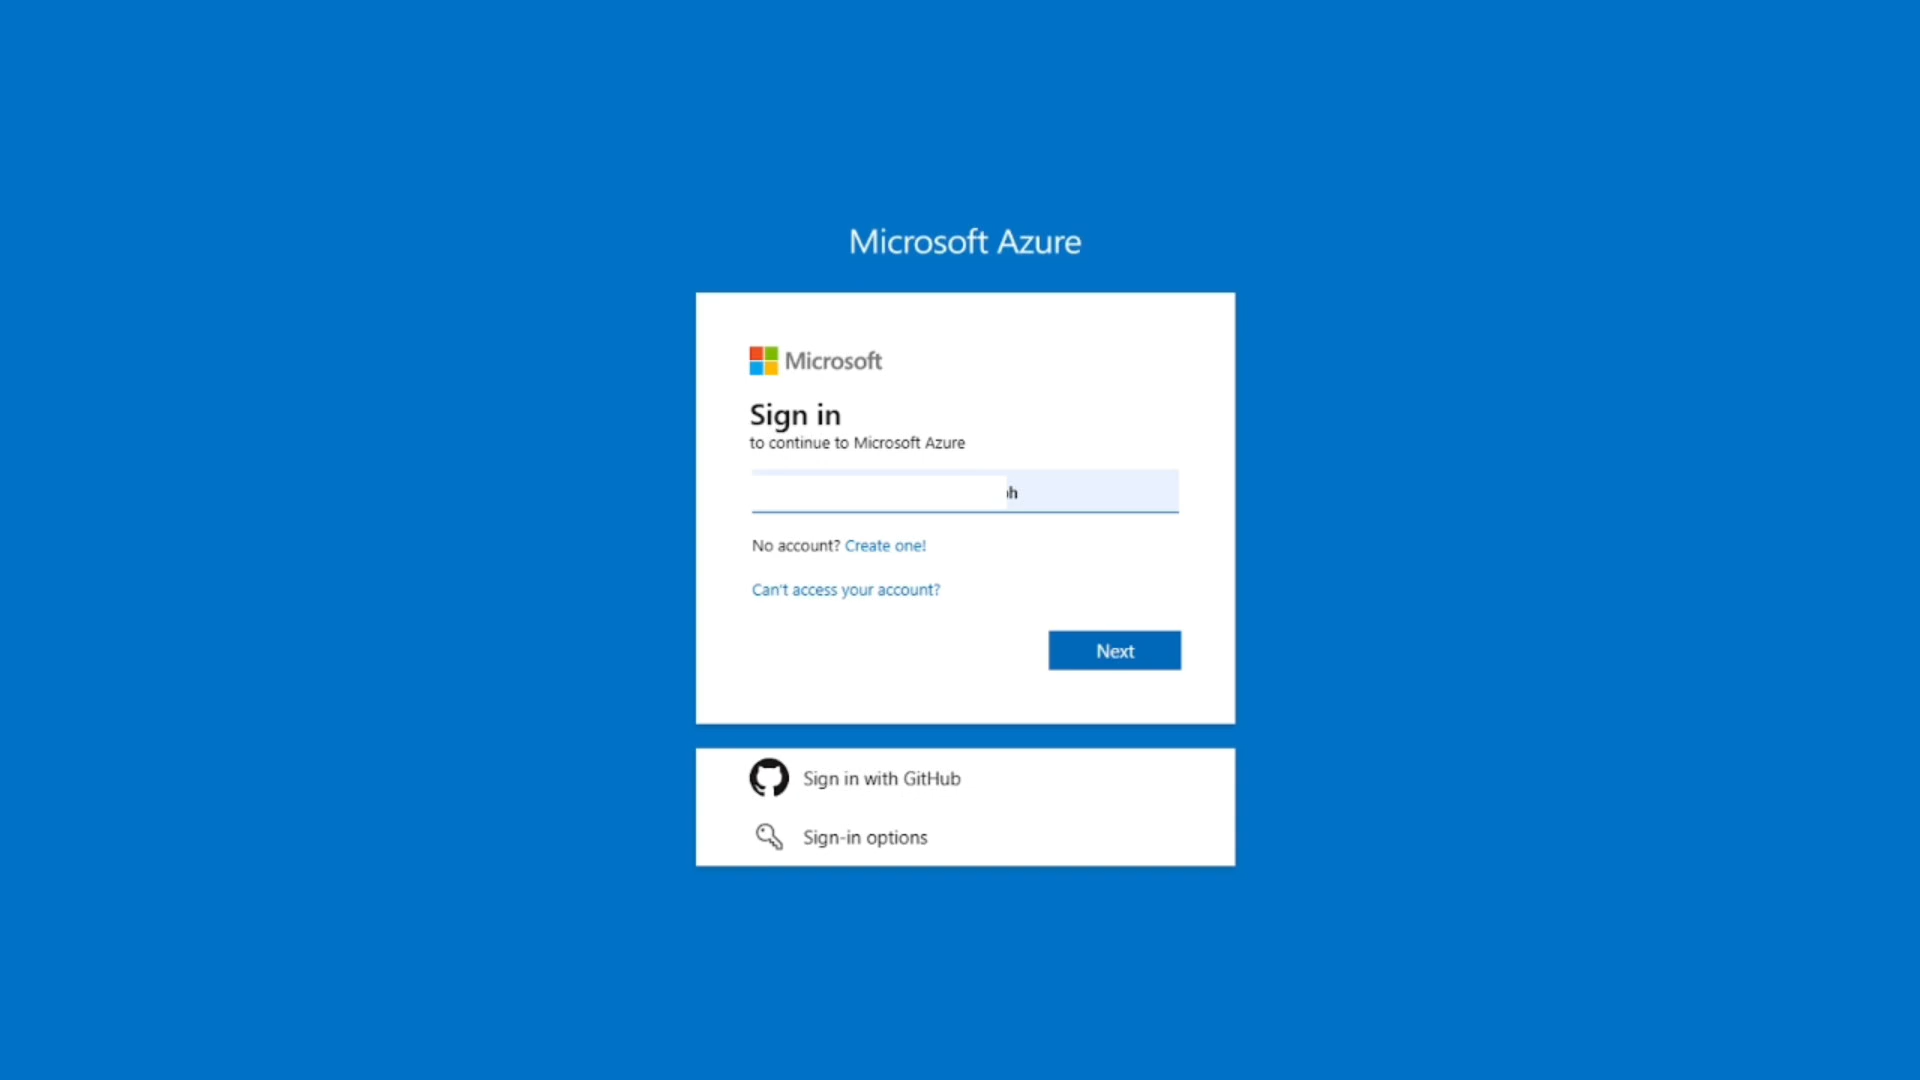 Microsoft Azure
Microsoft
Sign in
to continue to Microsoft Azure
No account? Create one!
Can't access your account?
Next
Sign in with GitHub
Sign-in options